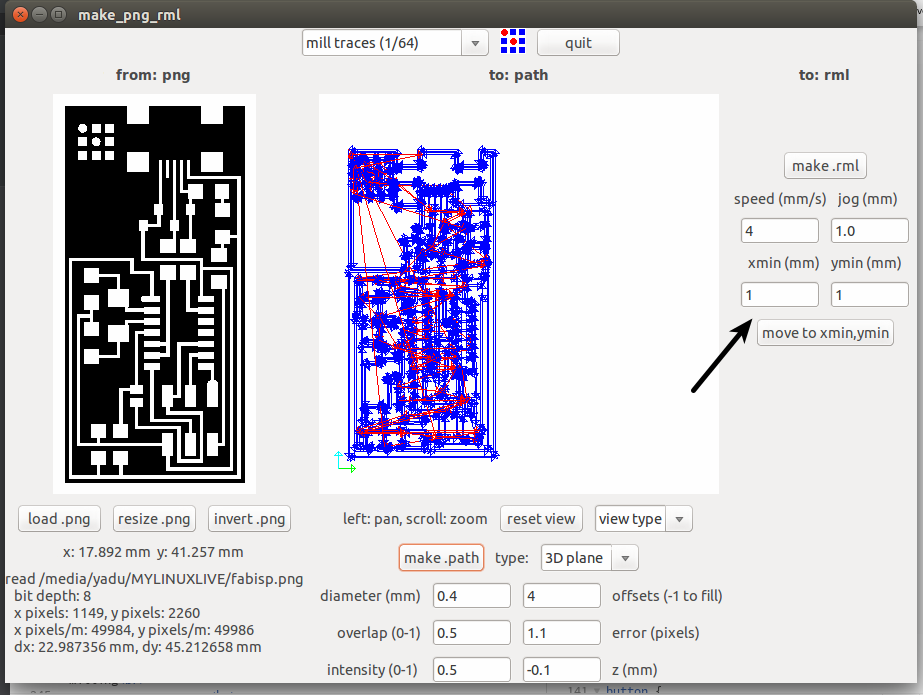 make_png_rml
mill traces (1/64) quit
from: png to: path to: rml
make .rml
speed (mm/s) jog (mm)
4 1.0
xmin (mm) ymin (mm)
1 1
move to xmin,ymin
load .png resize .png invert .png left: pan, scroll: zoom reset view view type
x: 17.892 mm y: 41.257 mm
make .path type: 3D plane
read /media/yadu/MYLINUXLIVE/fabisp.png
bit depth: 8
x pixels: 1149, y pixels: 2260
x pixels/m: 49984, y pixels/m: 49986
dx: 22.987356 mm, dy: 45.212658 mm
diameter (mm) 0.4 4 offsets (-1 to fill)
overlap (0-1) 0.5 1.1 error (pixels)
intensity (0-1) 0.5 -0.1 z (mm)
141 button {